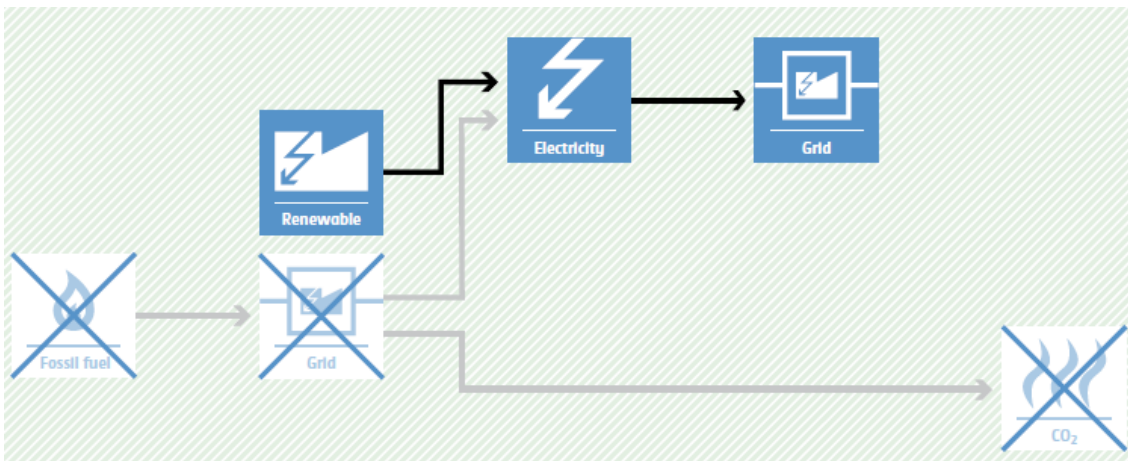 Electricity
Grid
Renewable
Fossil fuel
Grid
CO₂